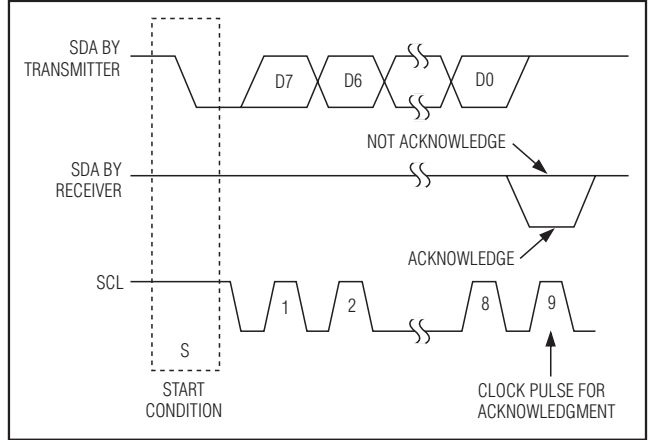 SDA BY
TRANSMITTER
D7
D6
D0
NOT ACKNOWLEDGE
SDA BY
RECEIVER
ACKNOWLEDGE
SCL
1
2
8
9
S
START
CONDITION
CLOCK PULSE FOR
ACKNOWLEDGMENT